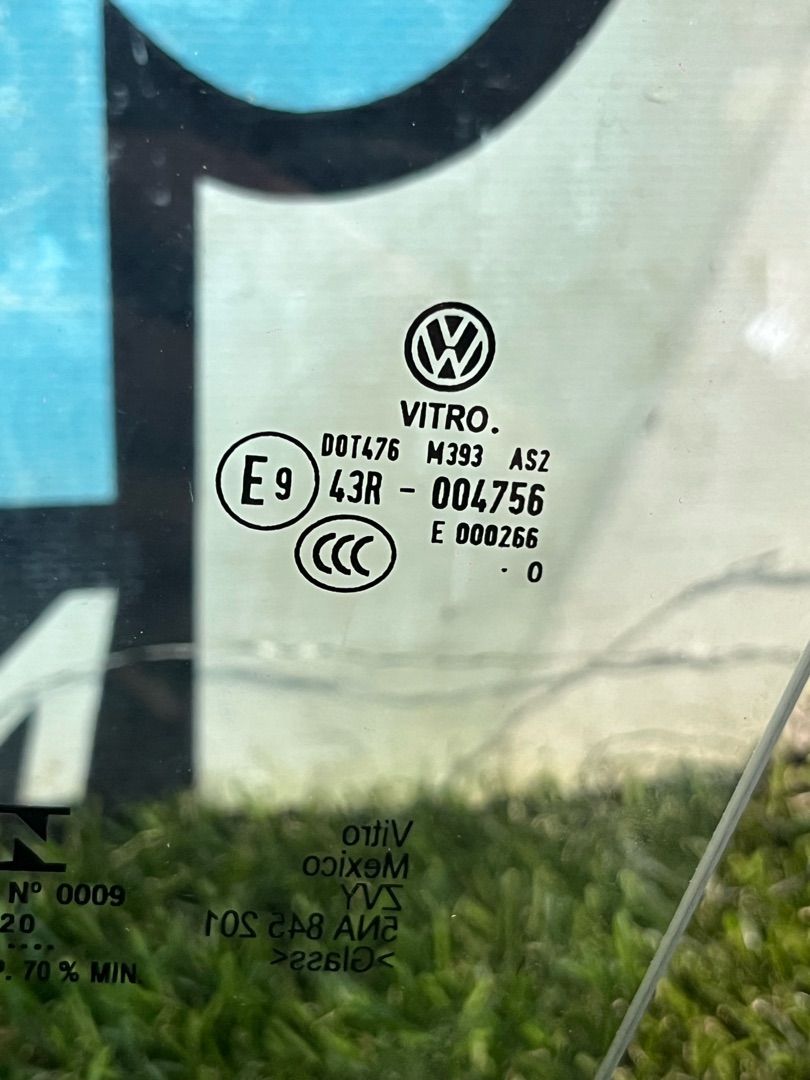 VITRO.
DOT476 M393 AS2
E9 43R - 004756
E 000266
CCC
. 0
N
Nº 0009
20
....
P. 70 % MIN
Vitro
Mexico
ZVY
5NA 845 201
>Glass<